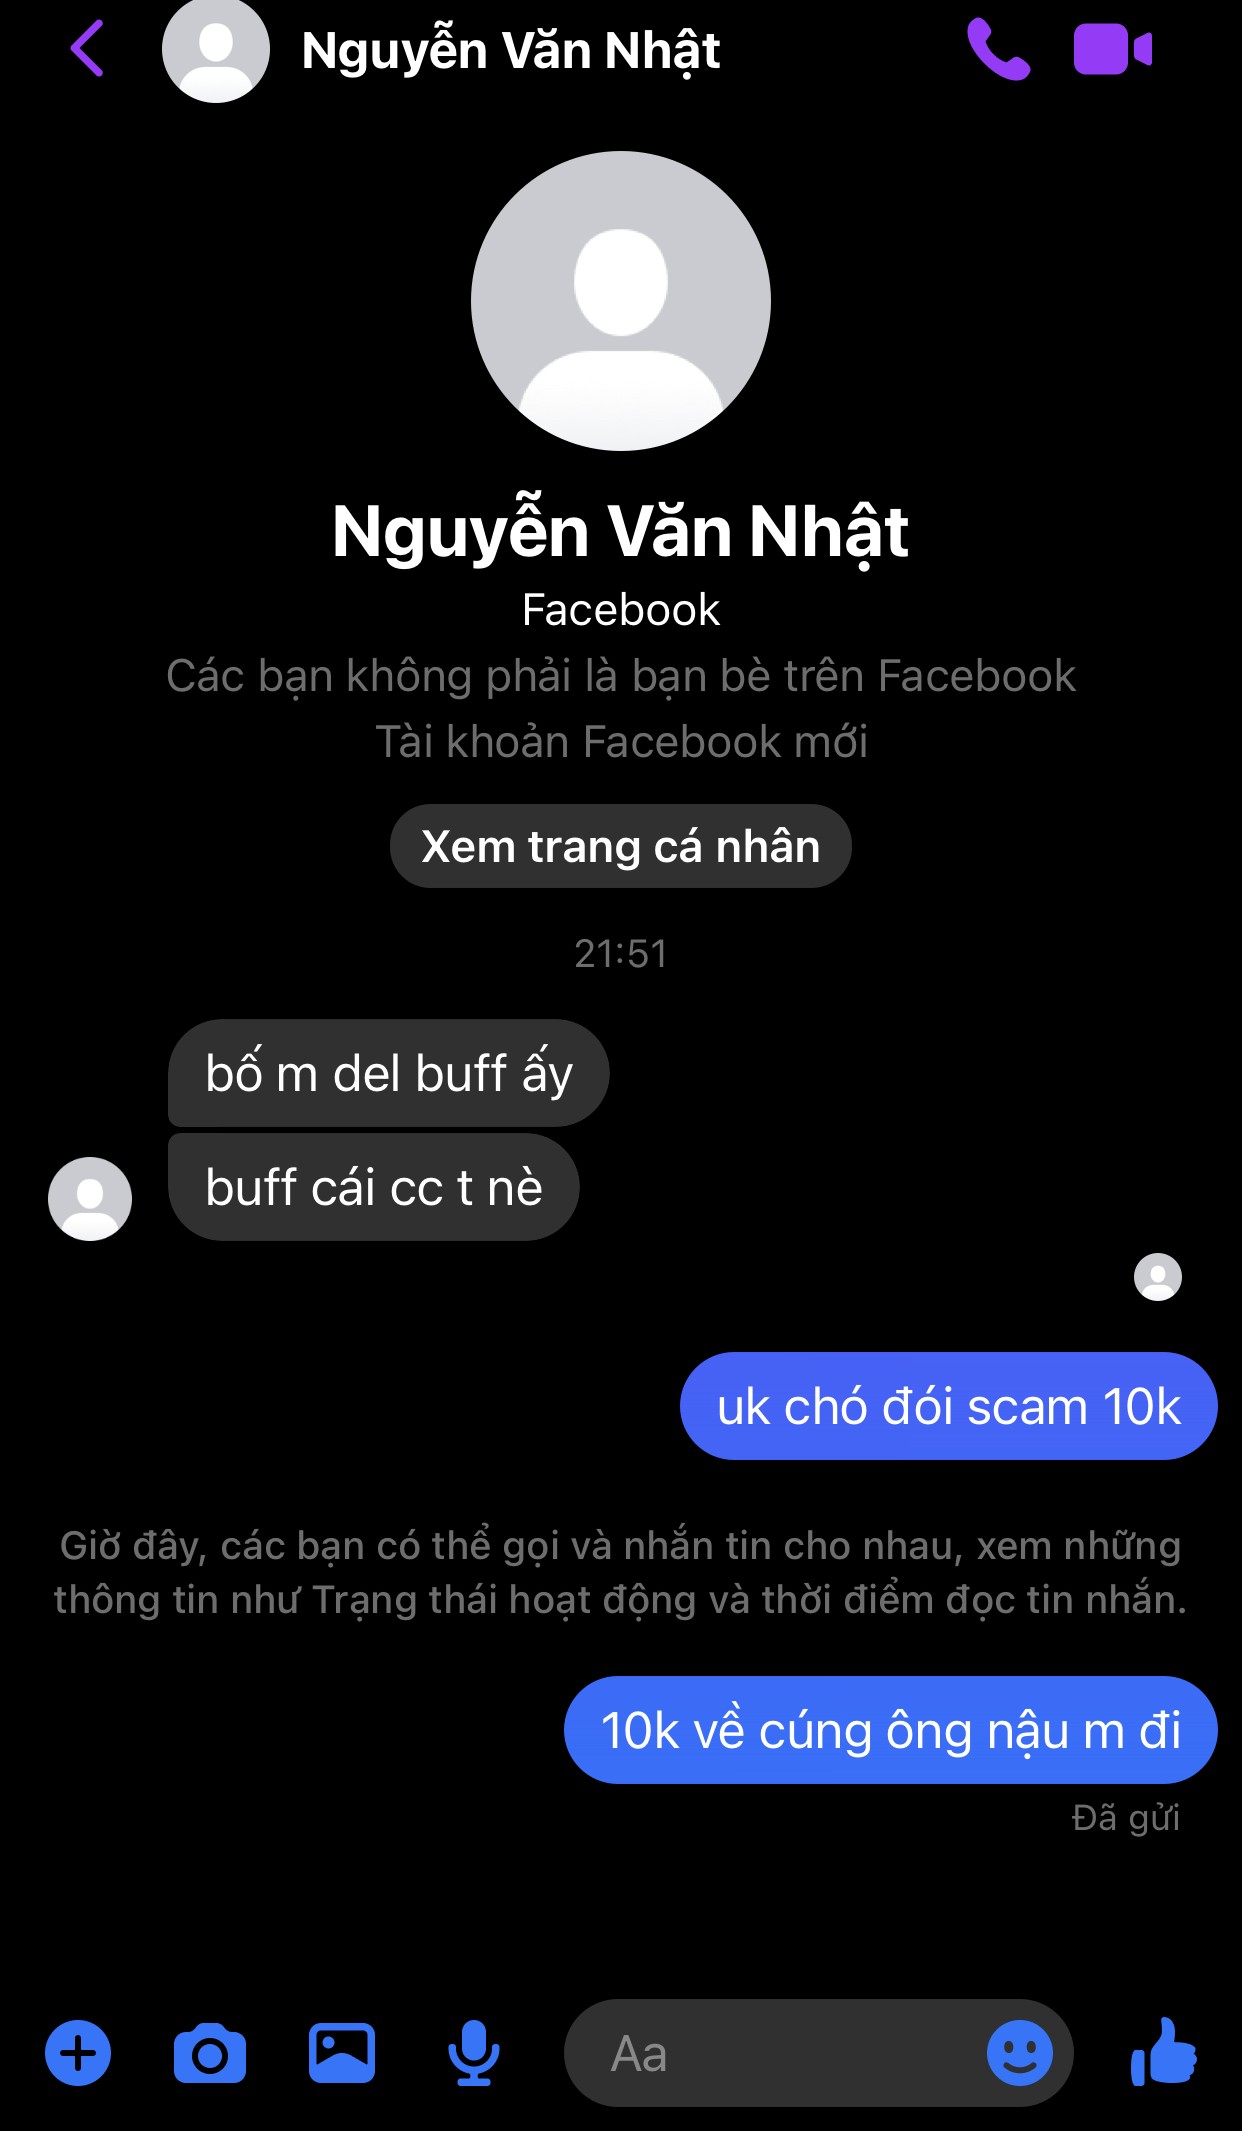 Nguyễn Văn Nhật
Nguyễn Văn Nhật
Facebook
Các bạn không phải là bạn bè trên Facebook
Tài khoản Facebook mới
Xem trang cá nhân
21:51
bố m del buff ấy
buff cái cc t nè
uk chó đói scam 10k
Giờ đây, các bạn có thể gọi và nhắn tin cho nhau, xem những
thông tin như Trạng thái hoạt động và thời điểm đọc tin nhắn.
10k về cúng ông nậu m đi
Đã gửi
Aa